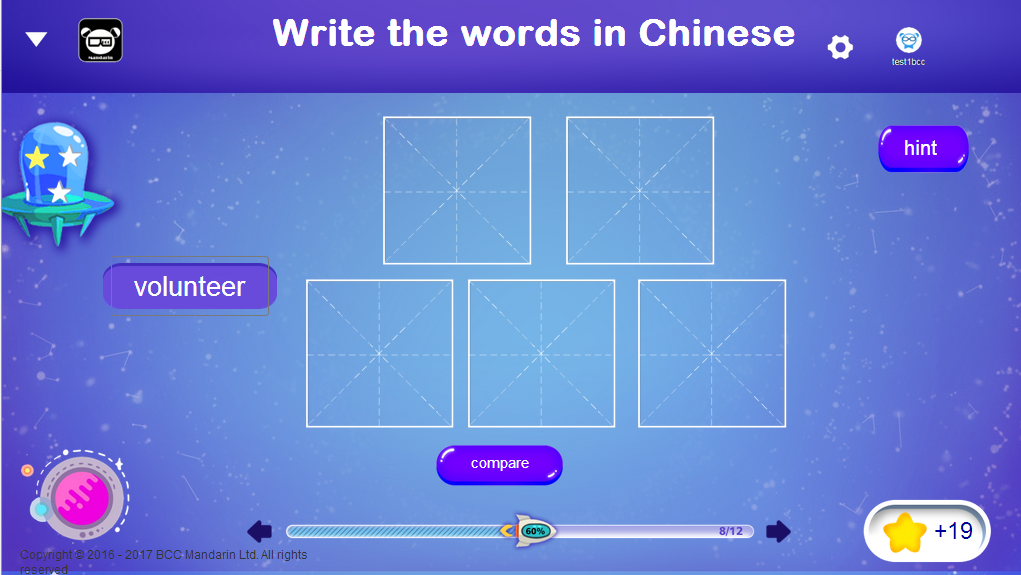 Write the words in Chinese
Mandarin
test1bcc
hint
volunteer
compare
60%
8/12
+19
Copyright © 2016 - 2017 BCC Mandarin Ltd. All rights
reserved